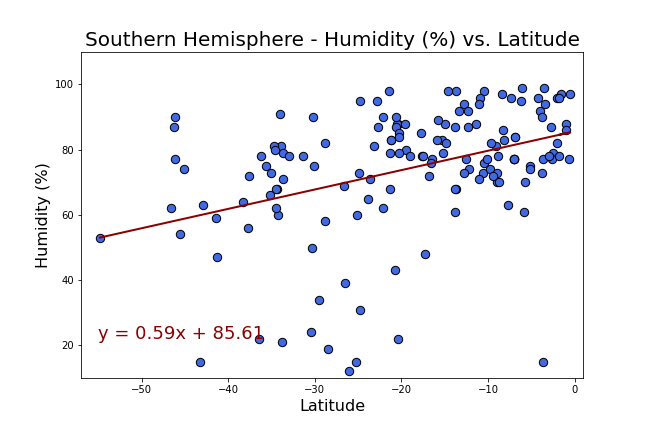 Southern Hemisphere - Humidity (%) vs. Latitude
100
80
60
40
20
Humidity (%)
y = 0.59x + 85.61
−50
−40
−30
−20
−10
0
Latitude